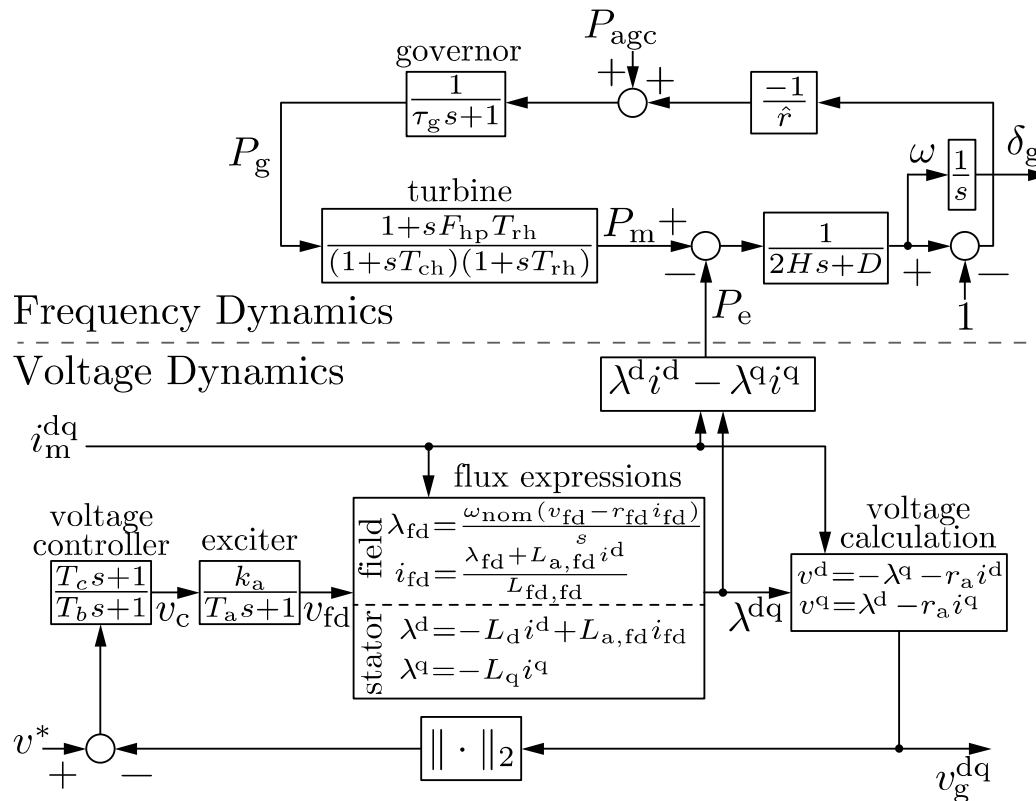 P_agc
governor
+ +
1 / (τ_g s+1)
-1 / r̂
P_g
ω
1 / s
δ_g
turbine
1+sF_hp T_rh / (1+sT_ch)(1+sT_rh)
P_m +
−
1 / (2Hs+D)
+ −
1
P_e
Frequency Dynamics
Voltage Dynamics
λ^d i^d − λ^q i^q
i_m^dq
flux expressions
field
λ_fd = ω_nom(v_fd − r_fd i_fd) / s
i_fd = (λ_fd + L_a,fd i^d) / L_fd,fd
stator
λ^d = −L_d i^d + L_a,fd i_fd
λ^q = −L_q i^q
voltage
controller
T_c s+1 / T_b s+1
v_c
exciter
k_a / T_a s+1
v_fd
λ^dq
voltage
calculation
v^d = −λ^q − r_a i^d
v^q = λ^d − r_a i^q
v*
+ −
‖ · ‖_2
v_g^dq